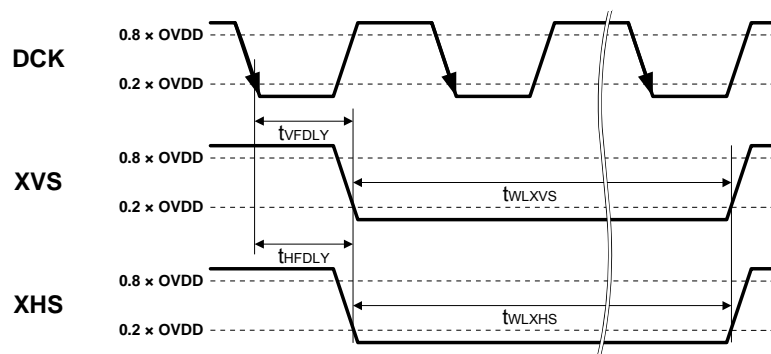 DCK
0.8 × OVDD
0.2 × OVDD
tVFDLY
XVS
0.8 × OVDD
0.2 × OVDD
tWLXVS
tHFDLY
XHS
0.8 × OVDD
0.2 × OVDD
tWLXHS